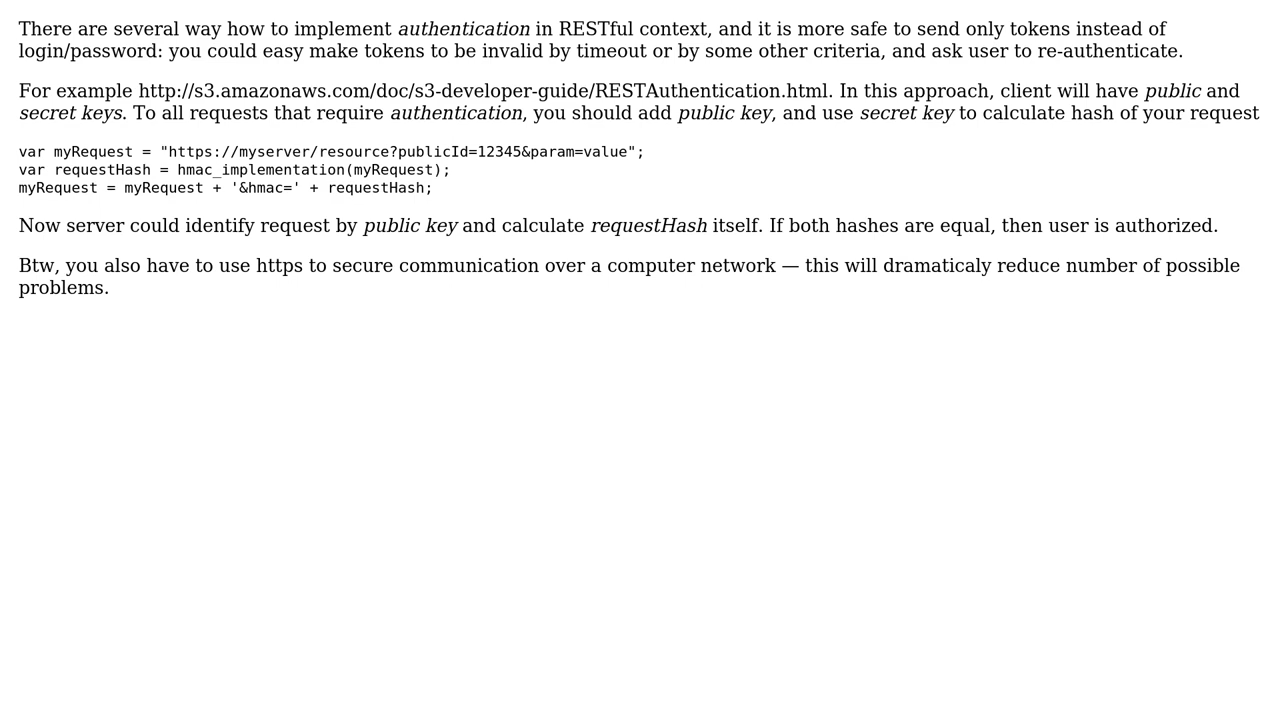 There are several way how to implement authentication in RESTful context, and it is more safe to send only tokens instead of
login/password: you could easy make tokens to be invalid by timeout or by some other criteria, and ask user to re-authenticate.
For example http://s3.amazonaws.com/doc/s3-developer-guide/RESTAuthentication.html. In this approach, client will have public and
secret keys. To all requests that require authentication, you should add public key, and use secret key to calculate hash of your request
var myRequest = "https://myserver/resource?publicId=12345&param=value";
var requestHash = hmac_implementation(myRequest);
myRequest = myRequest + '&hmac=' + requestHash;
Now server could identify request by public key and calculate requestHash itself. If both hashes are equal, then user is authorized.
Btw, you also have to use https to secure communication over a computer network — this will dramaticaly reduce number of possible
problems.